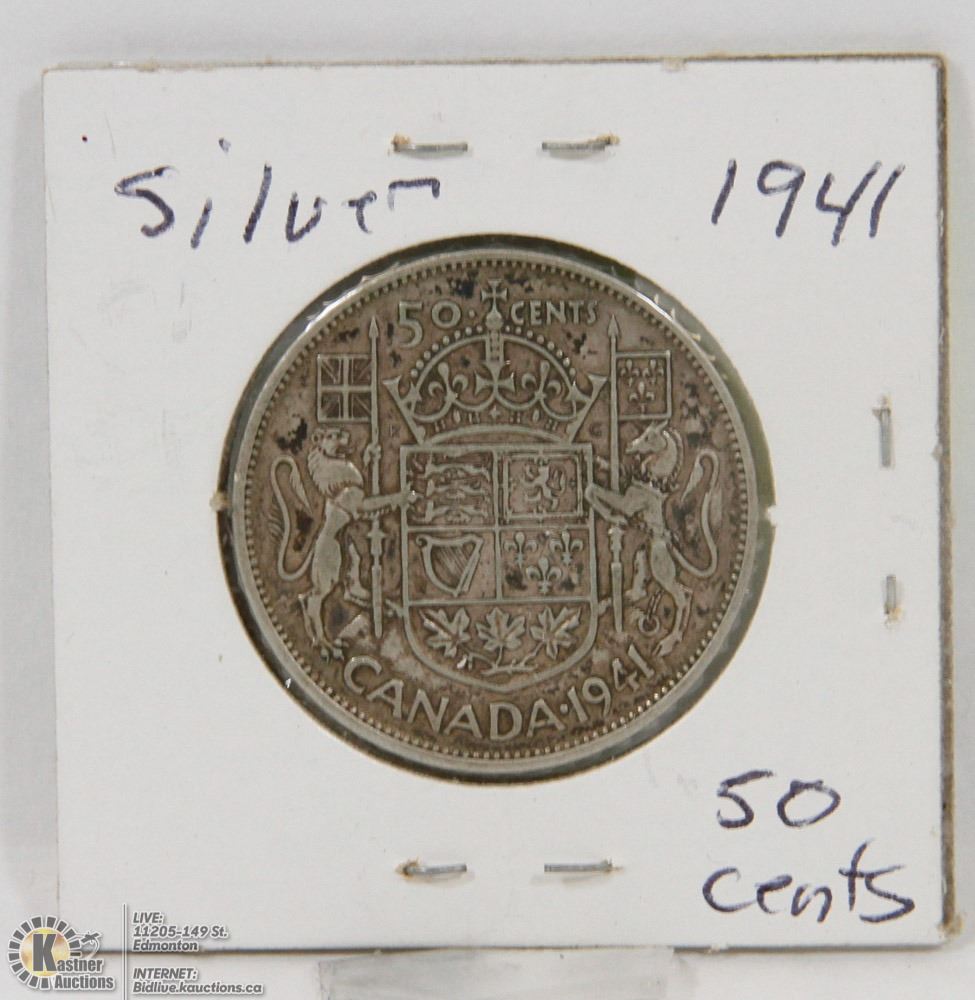 Silver 1941
50 · CENTS
K G
CANADA · 1941
50
cents
Kastner
Auctions
LIVE:
11205-149 St.
Edmonton
INTERNET:
Bidlive.kauctions.ca